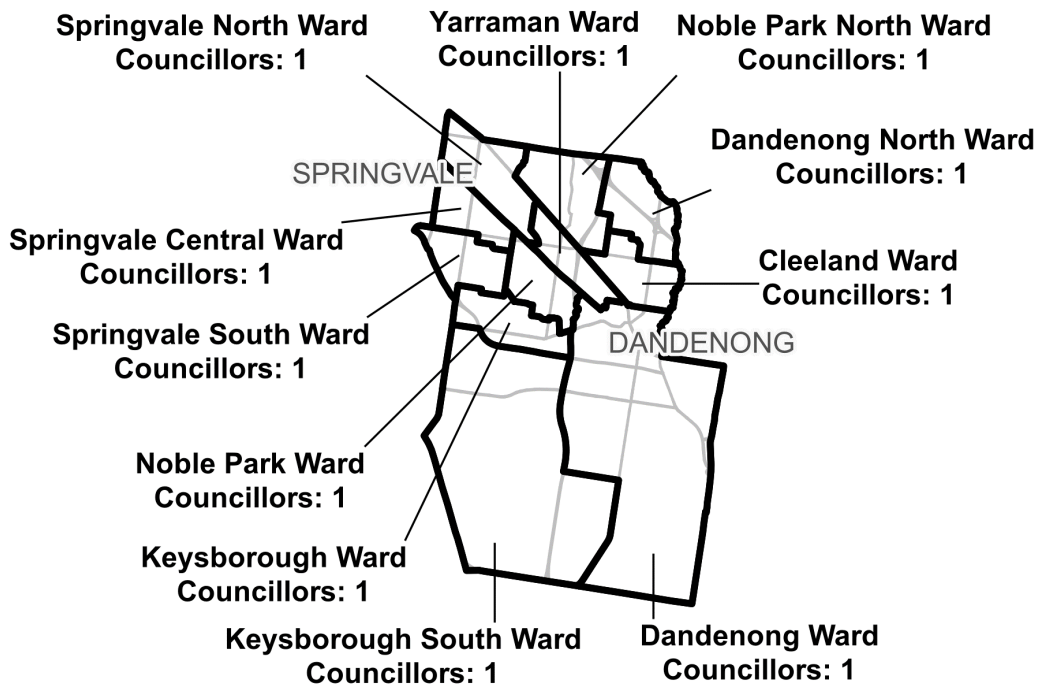 Springvale North Ward
Councillors: 1
Yarraman Ward
Councillors: 1
Noble Park North Ward
Councillors: 1
Dandenong North Ward
Councillors: 1
SPRINGVALE
Springvale Central Ward
Councillors: 1
Cleeland Ward
Councillors: 1
Springvale South Ward
Councillors: 1
DANDENONG
Noble Park Ward
Councillors: 1
Keysborough Ward
Councillors: 1
Keysborough South Ward
Councillors: 1
Dandenong Ward
Councillors: 1